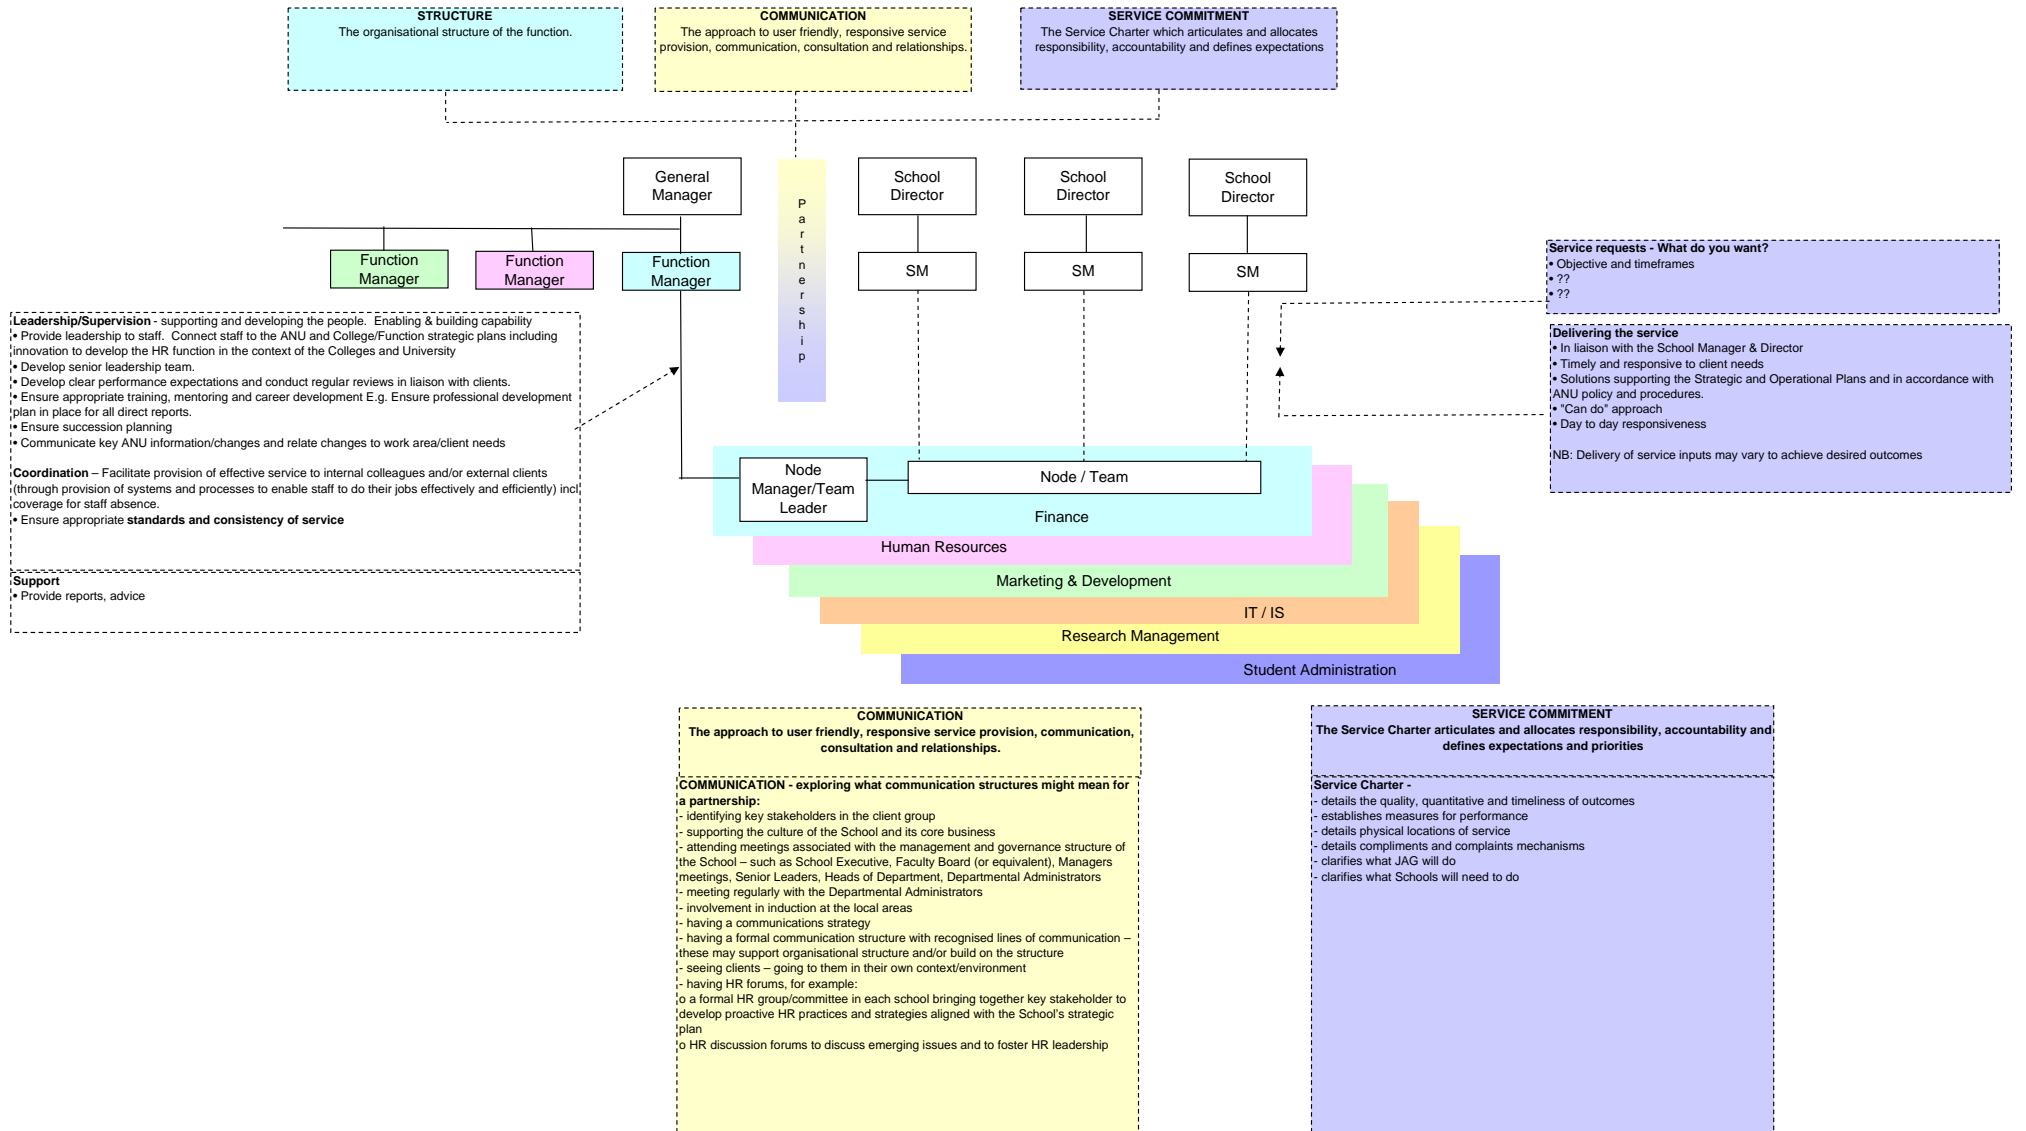 STRUCTURE
The organisational structure of the function.
COMMUNICATION
The approach to user friendly, responsive service
provision, communication, consultation and relationships.
SERVICE COMMITMENT
The Service Charter which articulates and allocates
responsibility, accountability and defines expectations
General
Manager
Partnership
School
Director
School
Director
School
Director
Function
Manager
Function
Manager
Function
Manager
SM
SM
SM
Service requests - What do you want?
• Objective and timeframes
• ??
• ??
Leadership/Supervision - supporting and developing the people.  Enabling & building capability
• Provide leadership to staff.  Connect staff to the ANU and College/Function strategic plans including
innovation to develop the HR function in the context of the Colleges and University
• Develop senior leadership team.
• Develop clear performance expectations and conduct regular reviews in liaison with clients.
• Ensure appropriate training, mentoring and career development E.g. Ensure professional development
plan in place for all direct reports.
• Ensure succession planning
• Communicate key ANU information/changes and relate changes to work area/client needs
Coordination – Facilitate provision of effective service to internal colleagues and/or external clients
(through provision of systems and processes to enable staff to do their jobs effectively and efficiently) incl
coverage for staff absence.
• Ensure appropriate standards and consistency of service
Support
• Provide reports, advice
Delivering the service
• In liaison with the School Manager & Director
• Timely and responsive to client needs
• Solutions supporting the Strategic and Operational Plans and in accordance with
ANU policy and procedures.
• "Can do" approach
• Day to day responsiveness
NB: Delivery of service inputs may vary to achieve desired outcomes
Node
Manager/Team
Leader
Node / Team
Finance
Human Resources
Marketing & Development
IT / IS
Research Management
Student Administration
COMMUNICATION
The approach to user friendly, responsive service provision, communication,
consultation and relationships.
COMMUNICATION - exploring what communication structures might mean for
a partnership:
- identifying key stakeholders in the client group
- supporting the culture of the School and its core business
- attending meetings associated with the management and governance structure of
the School – such as School Executive, Faculty Board (or equivalent), Managers
meetings, Senior Leaders, Heads of Department, Departmental Administrators
- meeting regularly with the Departmental Administrators
- involvement in induction at the local areas
- having a communications strategy
- having a formal communication structure with recognised lines of communication –
these may support organisational structure and/or build on the structure
- seeing clients – going to them in their own context/environment
- having HR forums, for example:
o a formal HR group/committee in each school bringing together key stakeholder to
develop proactive HR practices and strategies aligned with the School's strategic
plan
o HR discussion forums to discuss emerging issues and to foster HR leadership
SERVICE COMMITMENT
The Service Charter articulates and allocates responsibility, accountability and
defines expectations and priorities
Service Charter -
- details the quality, quantitative and timeliness of outcomes
- establishes measures for performance
- details physical locations of service
- details compliments and complaints mechanisms
- clarifies what JAG will do
- clarifies what Schools will need to do